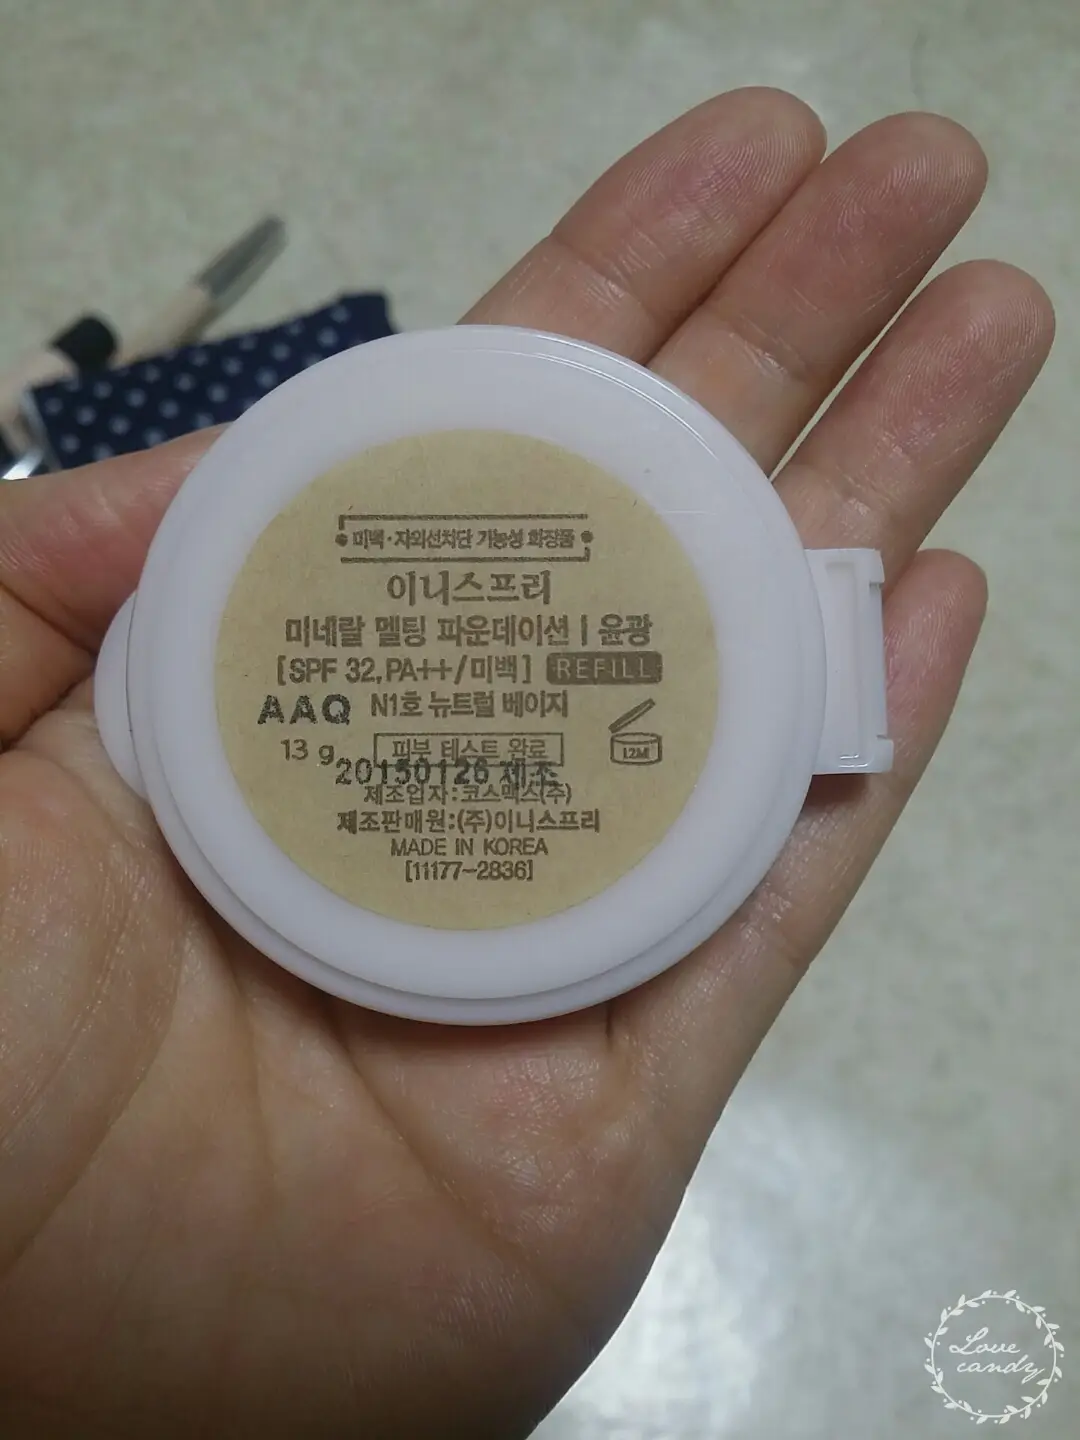 미백·자외선차단 기능성 화장품
이니스프리
미네랄 멜팅 파운데이션 | 윤광
[SPF 32, PA++/미백] REFILL
AAQ N1호 뉴트럴 베이지
13 g 피부 테스트 완료
12M
20150126 제조
제조업자:코스맥스(주)
제조판매원:(주)이니스프리
MADE IN KOREA
[11177-2836]
Love
candy